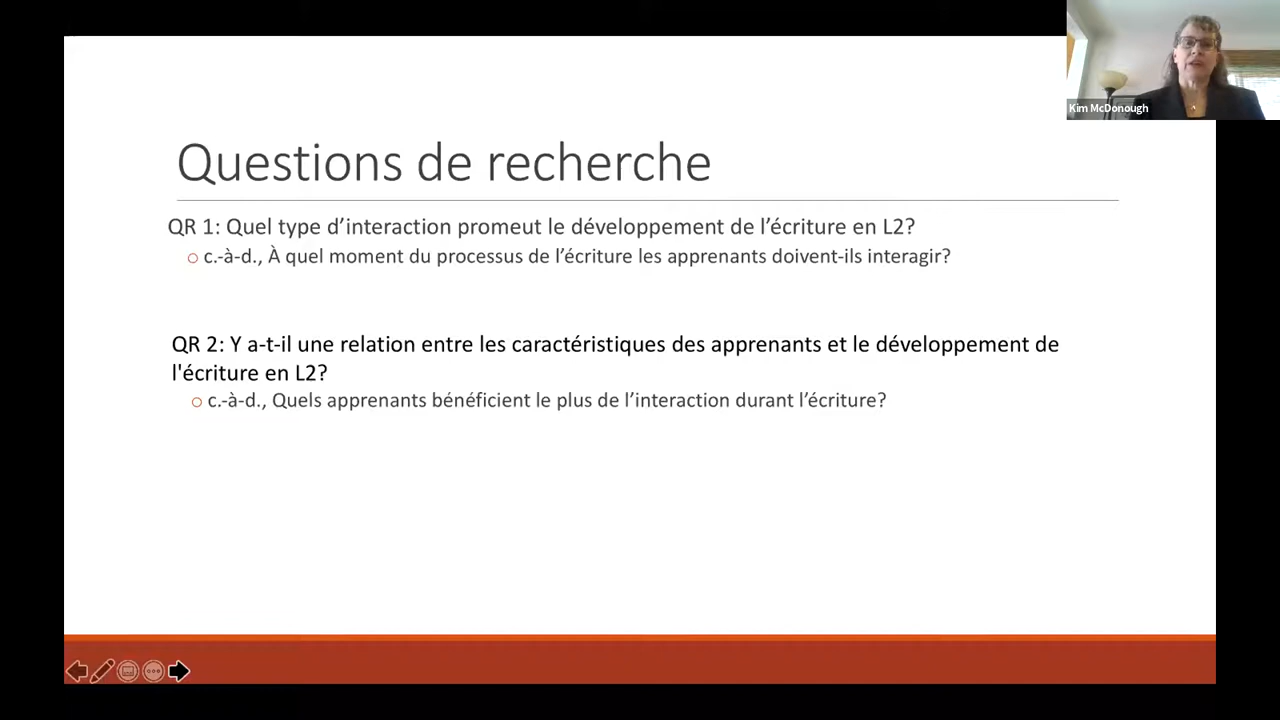 Kim McDonough
Questions de recherche
QR 1: Quel type d’interaction promeut le développement de l’écriture en L2?
c.-à-d., À quel moment du processus de l’écriture les apprenants doivent-ils interagir?
QR 2: Y a-t-il une relation entre les caractéristiques des apprenants et le développement de
l'écriture en L2?
c.-à-d., Quels apprenants bénéficient le plus de l’interaction durant l’écriture?